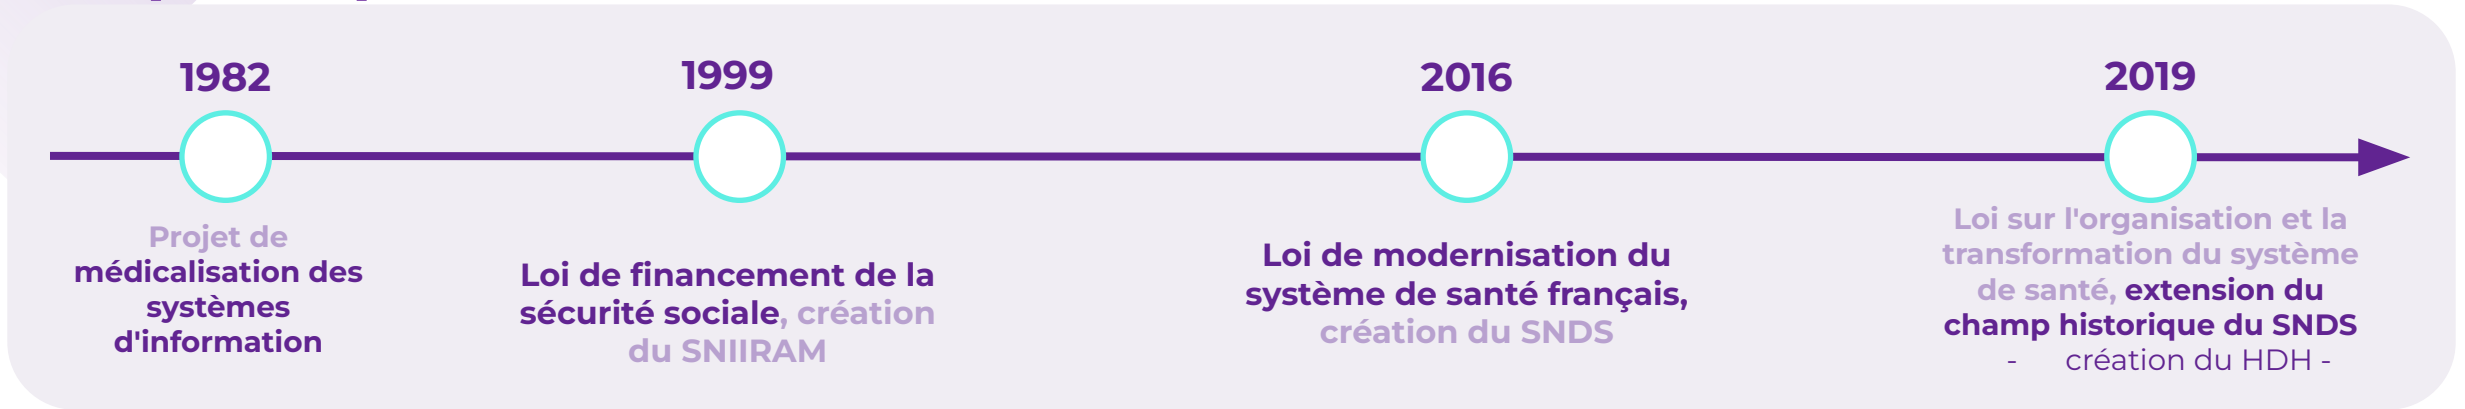 1982
Projet de
médicalisation des
systèmes
d'information
1999
Loi de financement de la
sécurité sociale, création
du SNIIRAM
2016
Loi de modernisation du
système de santé français,
création du SNDS
2019
Loi sur l'organisation et la
transformation du système
de santé, extension du
champ historique du SNDS
- création du HDH -